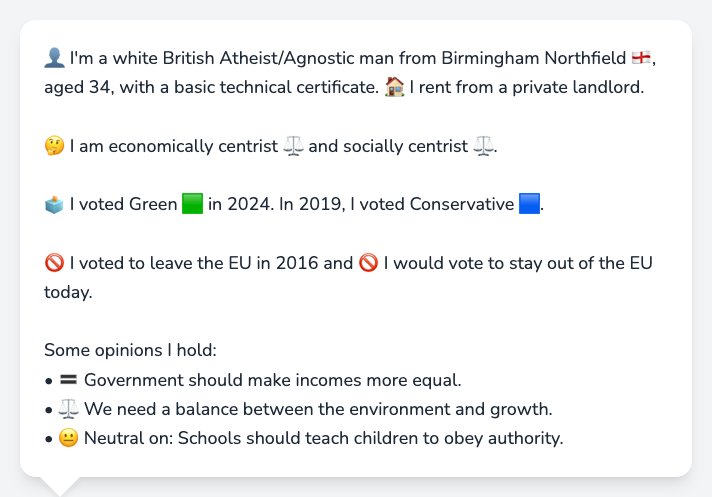 👤 I'm a white British Atheist/Agnostic man from Birmingham Northfield 🏴󠁧󠁢󠁥󠁮󠁧󠁿,
aged 34, with a basic technical certificate. 🏠 I rent from a private landlord.
🤔 I am economically centrist ⚖️ and socially centrist ⚖️.
🗳️ I voted Green 🟩 in 2024. In 2019, I voted Conservative 🟦.
🚫 I voted to leave the EU in 2016 and 🚫 I would vote to stay out of the EU
today.
Some opinions I hold:
• 🟰 Government should make incomes more equal.
• ⚖️ We need a balance between the environment and growth.
• 😐 Neutral on: Schools should teach children to obey authority.